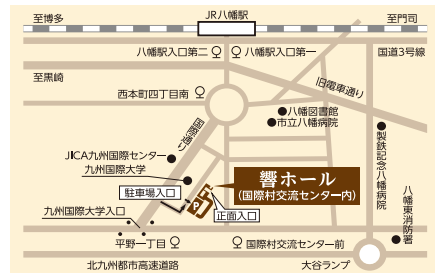 至博多
JR八幡駅
至門司
八幡駅入口第二
八幡駅入口第一
国道3号線
至黒崎
旧電車通り
西本町四丁目南
国際通り
八幡図書館
市立八幡病院
製鉄記念八幡病院
JICA九州国際センター
九州国際大学
駐車場入口
響ホール
(国際村交流センター内)
P
正面入口
九州国際大学入口
八幡東消防署
平野一丁目
国際村交流センター前
北九州都市高速道路
大谷ランプ